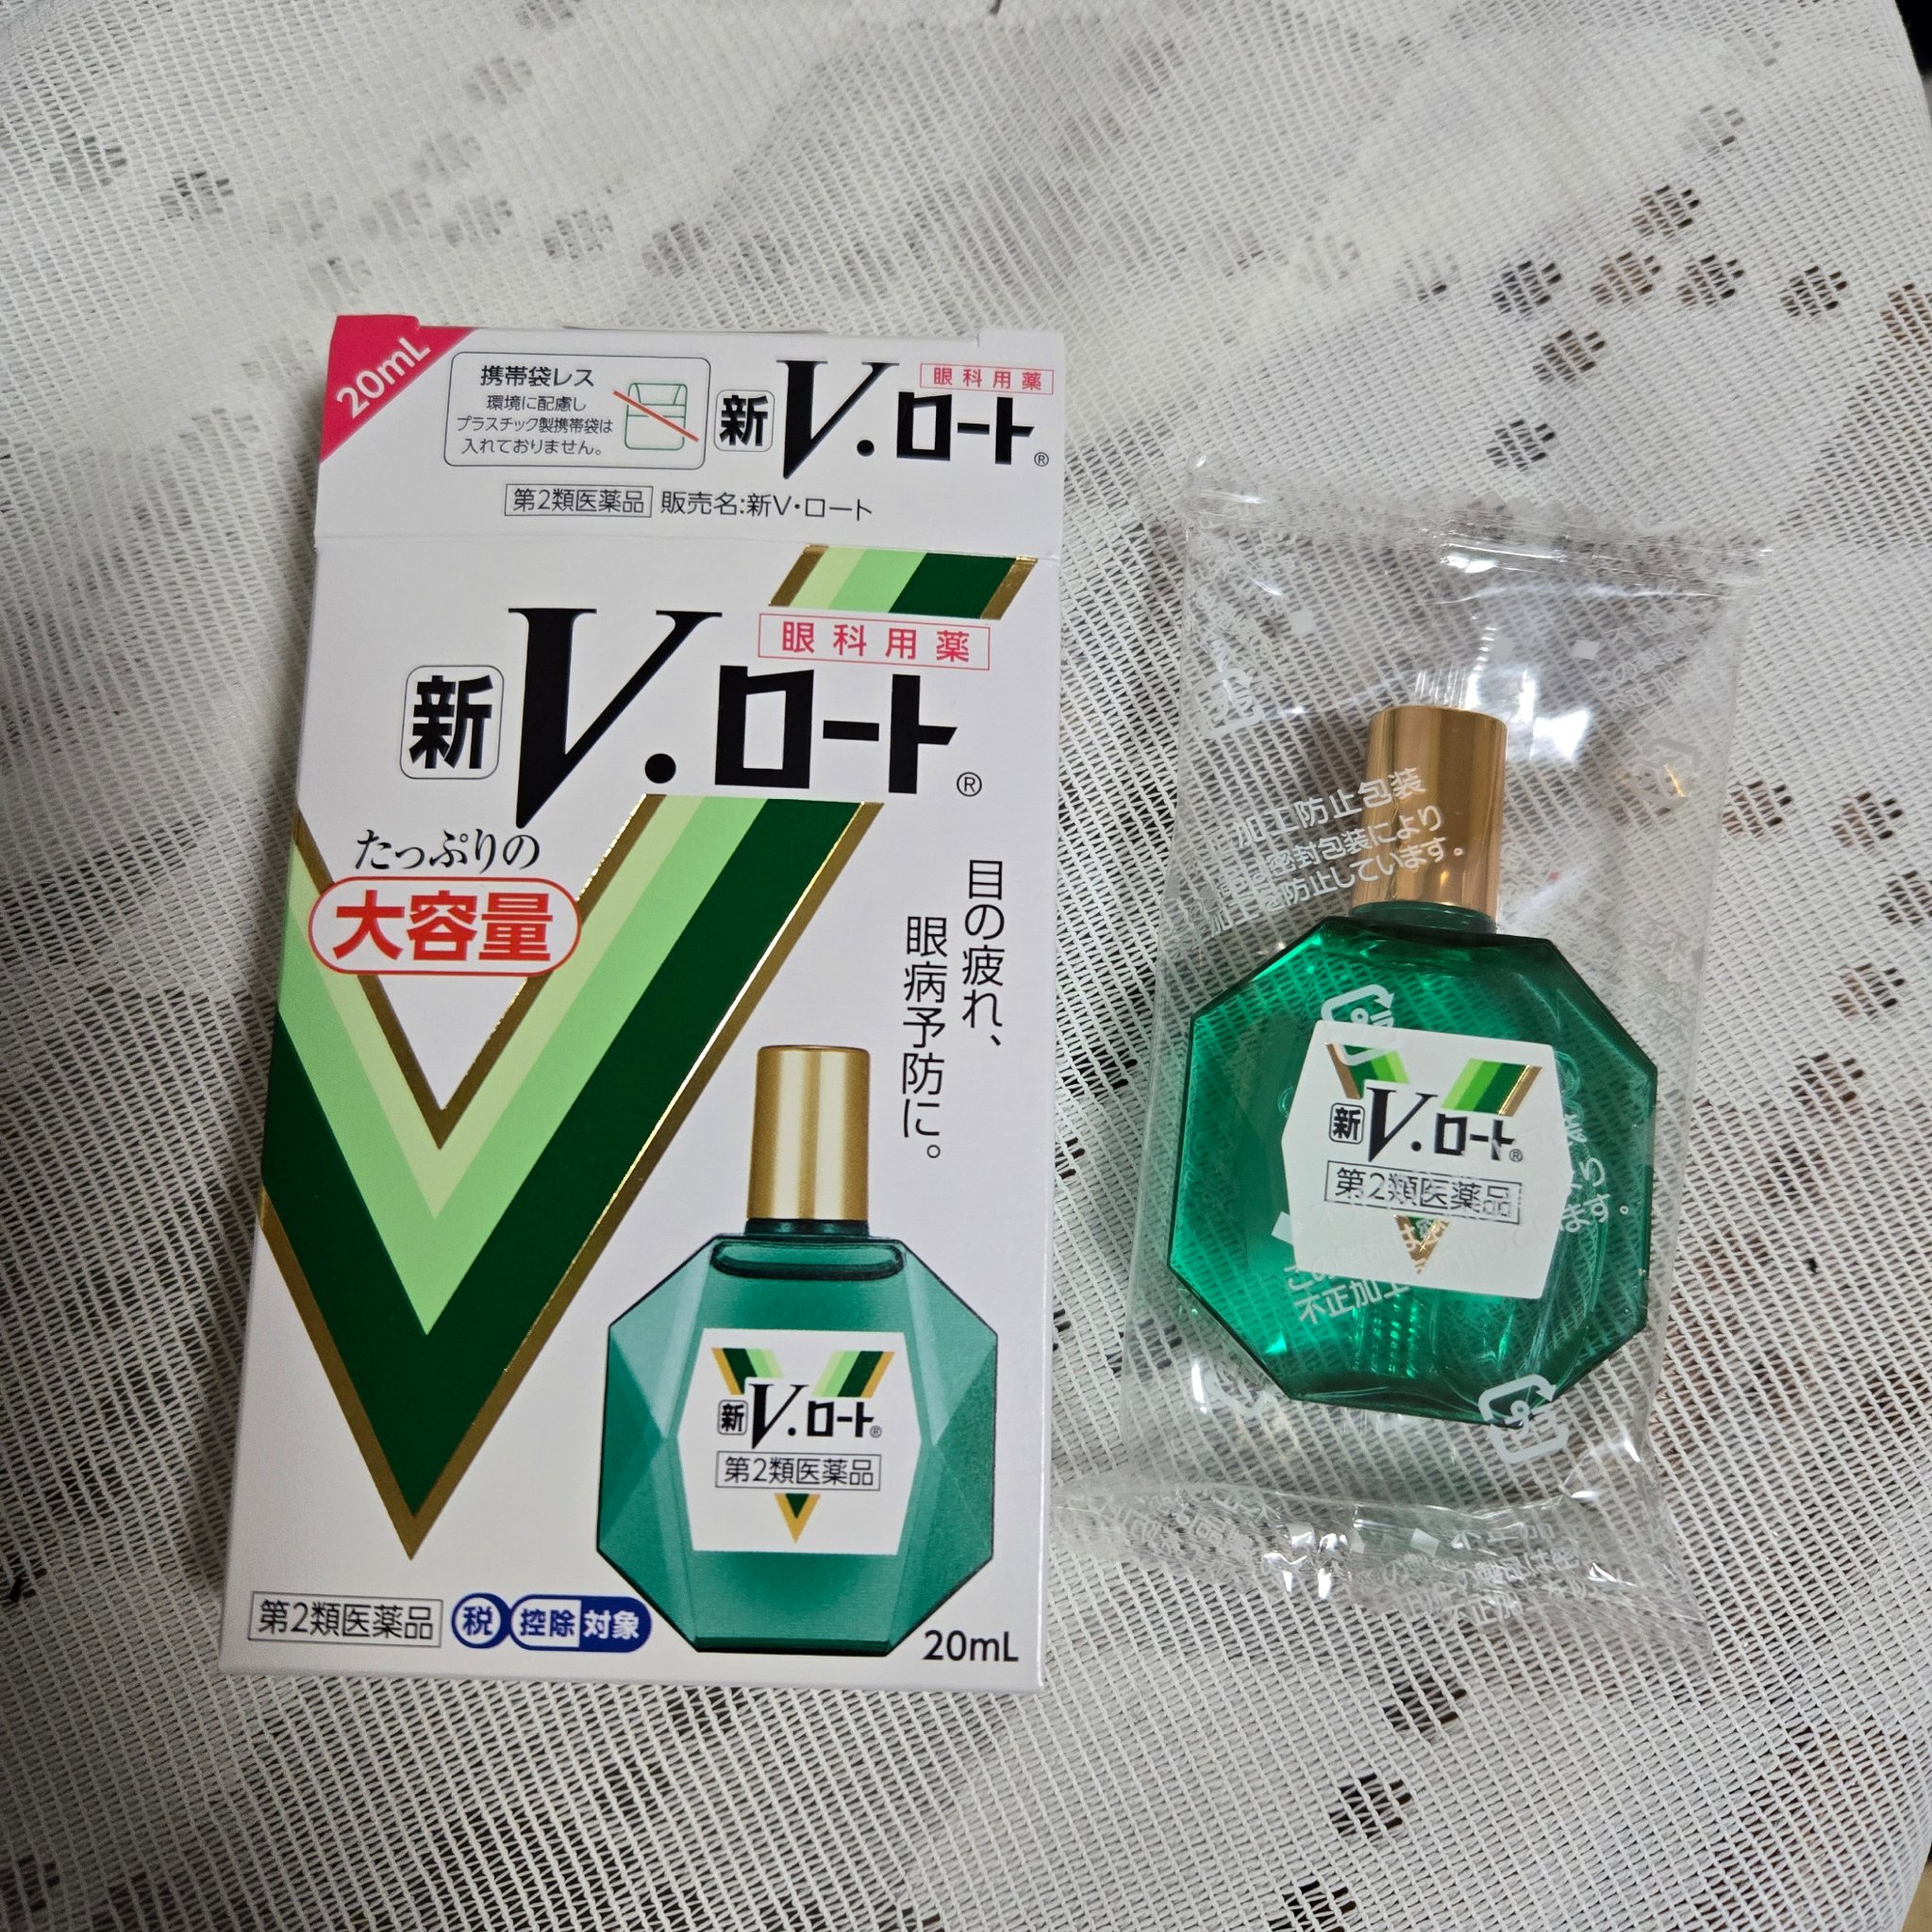 20mL
携帯袋レス
環境に配慮し
プラスチック製携帯袋は
入れておりません。
新V・ロート®
眼科用薬
第2類医薬品 販売名:新V・ロート
眼科用薬
新V・ロート®
たっぷりの
大容量
目の疲れ、
眼病予防に。
新V・ロート®
第2類医薬品
第2類医薬品 税 控除 対象
20mL
加工防止包装
密封包装により
防止しています。
新V・ロート®
第2類医薬品
不正加工